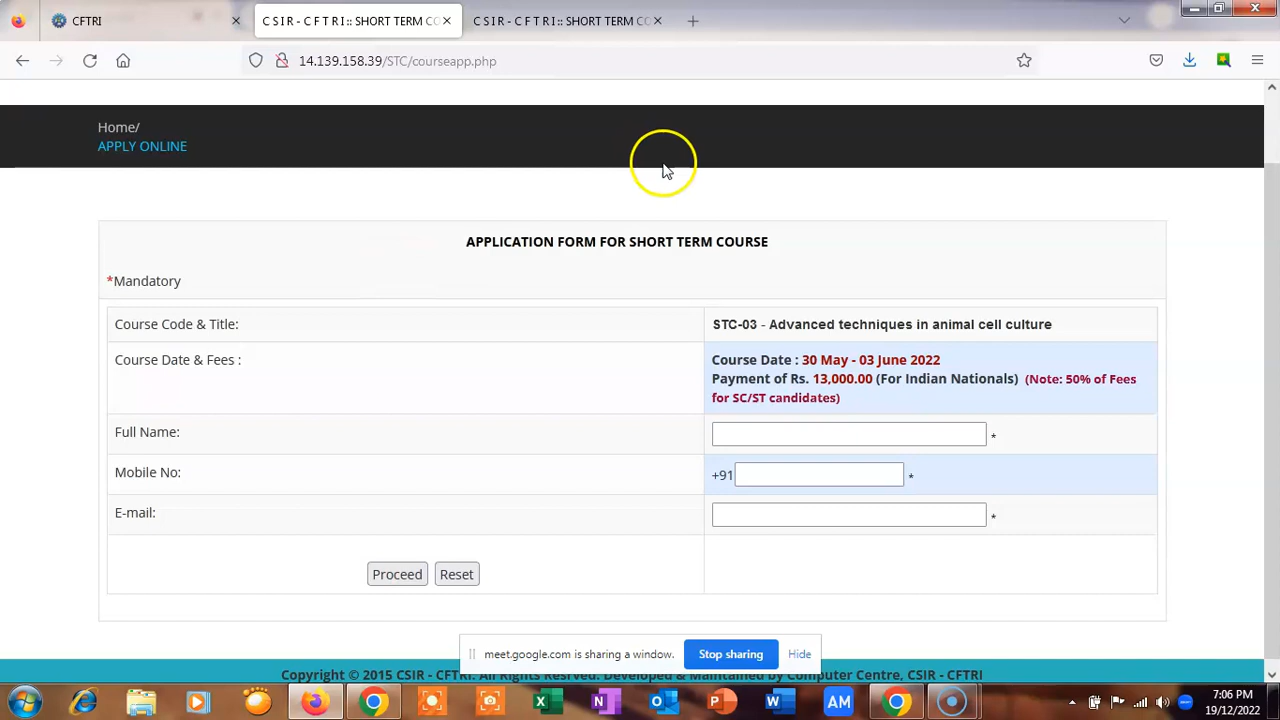 CFTRI
C S I R - C F T R I :: SHORT TERM CO
C S I R - C F T R I :: SHORT TERM CO
14.139.158.39/STC/courseapp.php
Home/
APPLY ONLINE
APPLICATION FORM FOR SHORT TERM COURSE
*Mandatory
Course Code & Title:
STC-03 - Advanced techniques in animal cell culture
Course Date & Fees :
Course Date : 30 May - 03 June 2022
Payment of Rs. 13,000.00 (For Indian Nationals) (Note: 50% of Fees
for SC/ST candidates)
Full Name:
*
Mobile No:
+91 *
E-mail:
*
Proceed Reset
meet.google.com is sharing a window. Stop sharing Hide
Copyright © 2015 CSIR - CFTRI. All Rights Resrved. Developed & Maintained by Computer Centre, CSIR - CFTRI
AM
7:06 PM
19/12/2022